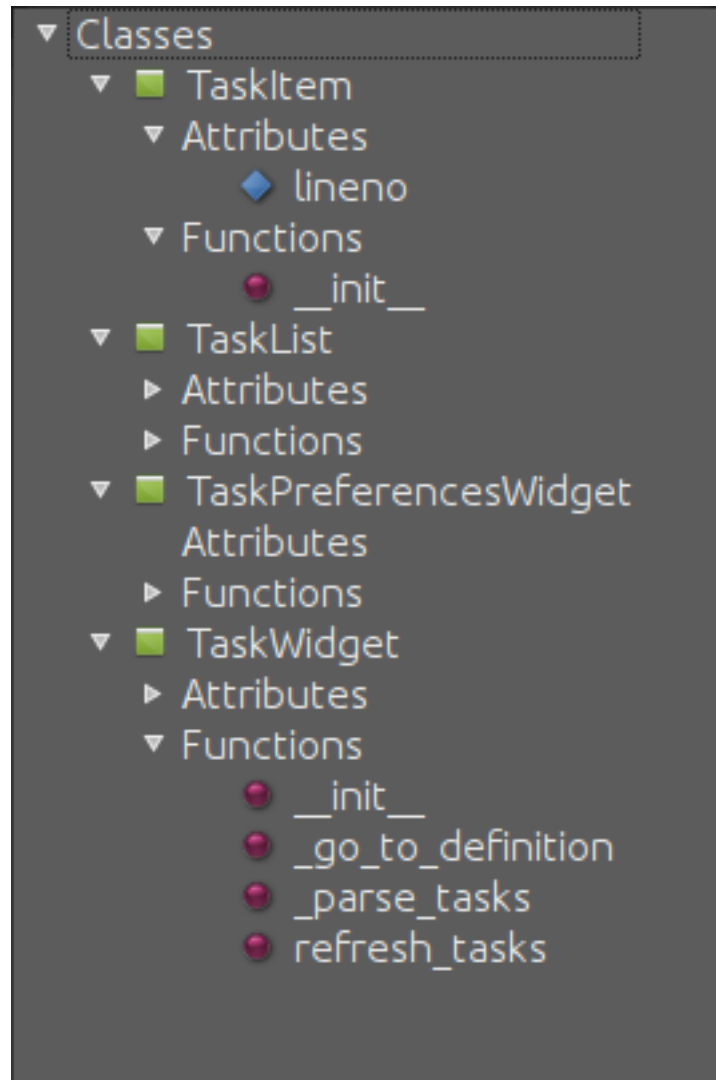 Classes
TaskItem
Attributes
lineno
Functions
__init__
TaskList
Attributes
Functions
TaskPreferencesWidget
Attributes
Functions
TaskWidget
Attributes
Functions
__init__
_go_to_definition
_parse_tasks
refresh_tasks